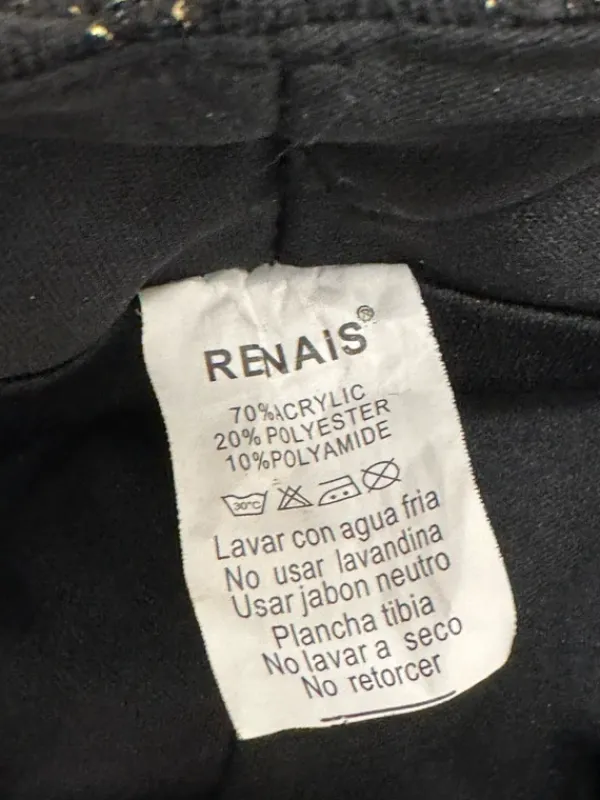 RENAiS®
70%ACRYLIC
20% POLYESTER
10%POLYAMIDE
30°C
Lavar con agua fria
No usar lavandina
Usar jabon neutro
Plancha tibia
No lavar a seco
No retorcer